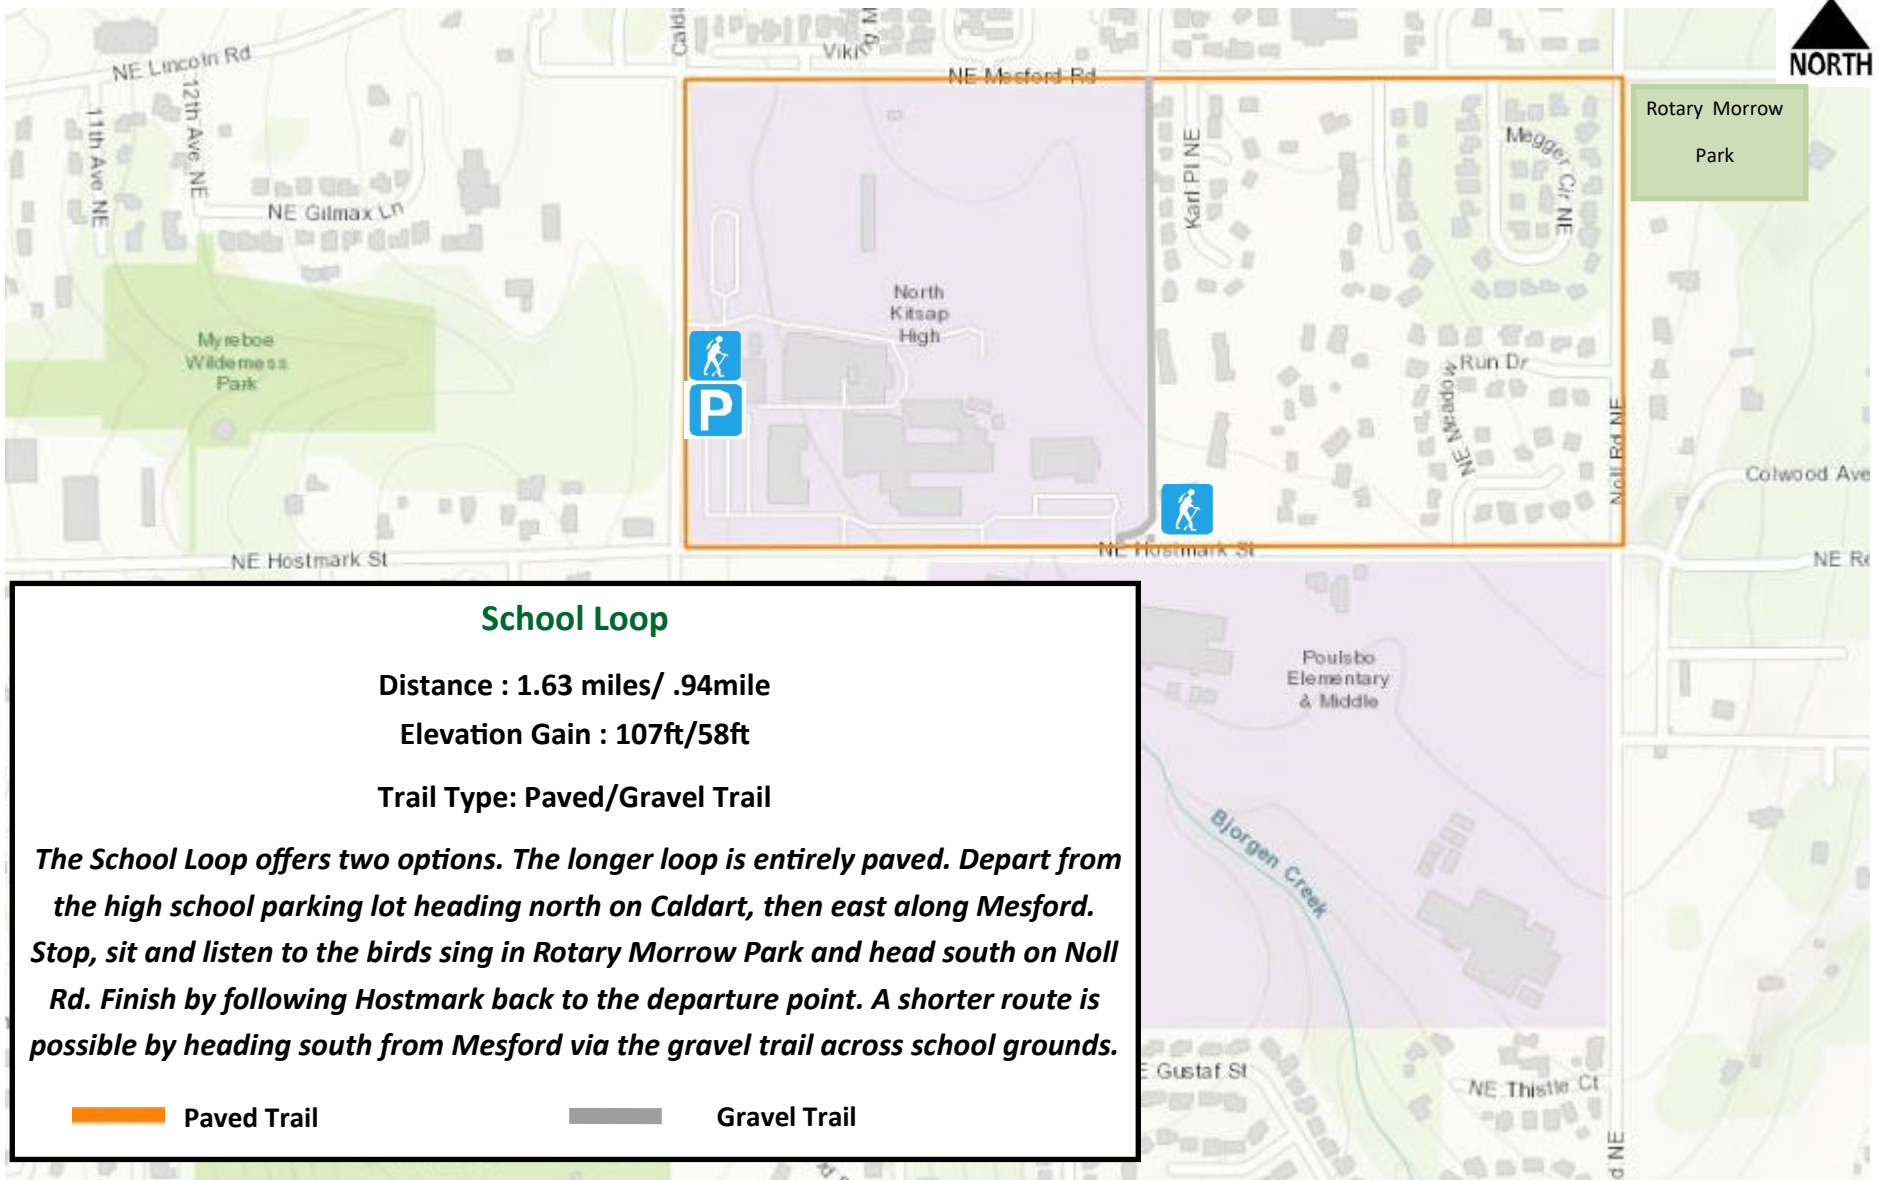 NORTH
Calda
Viking M
NE Lincoln Rd
NE Mesford Rd
12th Ave NE
11th Ave NE
NE Gilmax Ln
Rotary Morrow
Park
Megger Cir NE
Karl Pl NE
North
Kitsap
High
Myreboe
Wilderness
Park
P
Run Dr
NE Meadow
Noll Rd NE
Colwood Ave
NE Hostmark St
NE Hostmark St
NE Re
School Loop
Distance : 1.63 miles/ .94mile
Elevation Gain : 107ft/58ft
Trail Type: Paved/Gravel Trail
The School Loop offers two options. The longer loop is entirely paved. Depart from
the high school parking lot heading north on Caldart, then east along Mesford.
Stop, sit and listen to the birds sing in Rotary Morrow Park and head south on Noll
Rd. Finish by following Hostmark back to the departure point. A shorter route is
possible by heading south from Mesford via the gravel trail across school grounds.
Paved Trail
Gravel Trail
Poulsbo
Elementary
& Middle
Bjorgen Creek
E Gustaf St
NE Thistle Ct
d NE